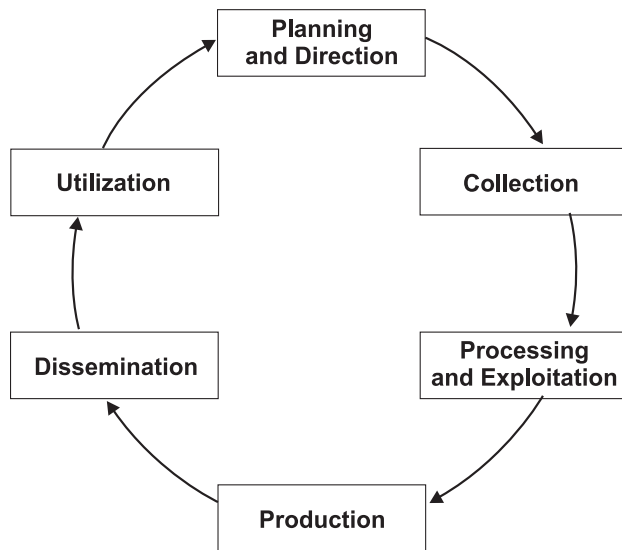 Planning
and Direction
Collection
Processing
and Exploitation
Production
Dissemination
Utilization